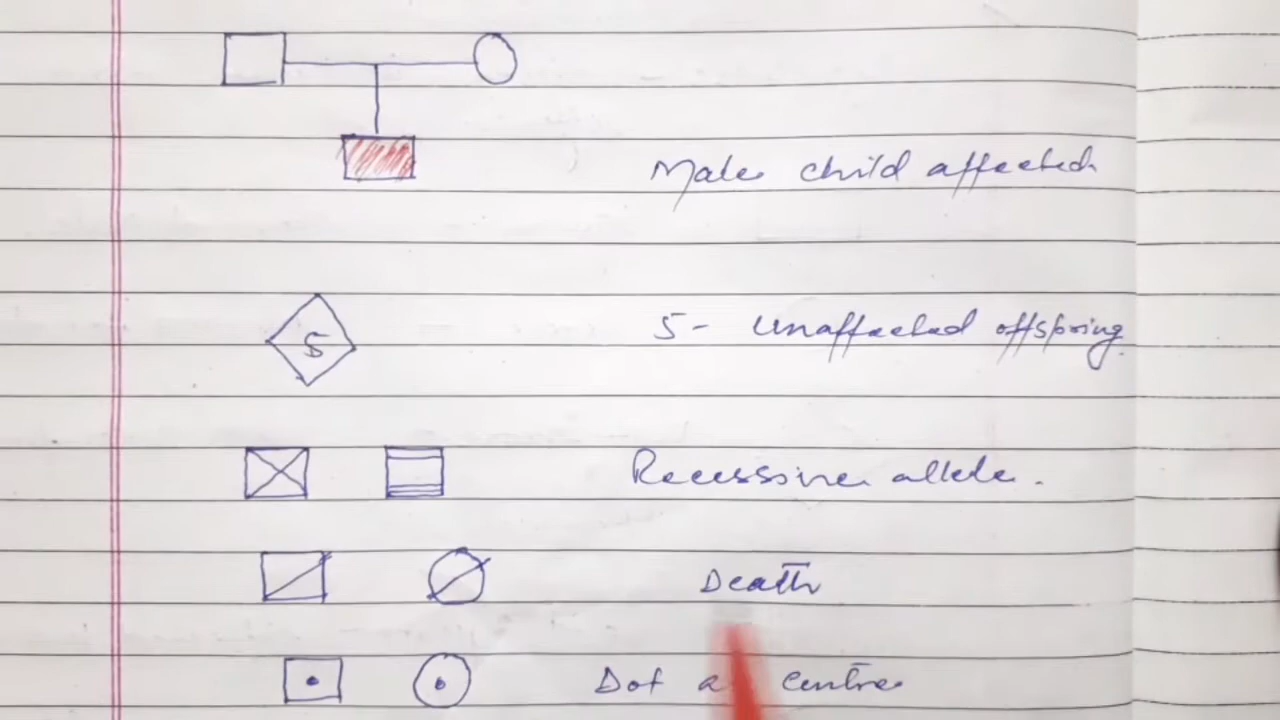 Male child affected
5
5- Unaffected offspring
Recessive allele.
Death
Dot centre